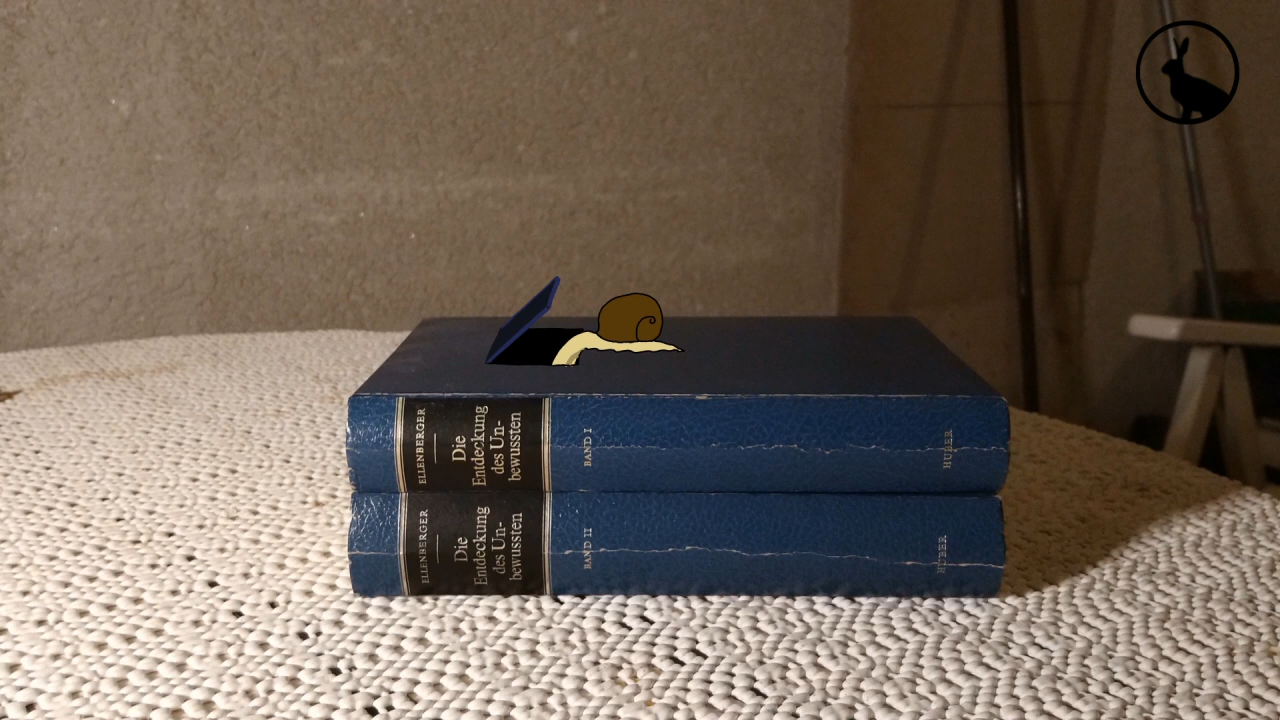 ELLENBERGER
Die
Entdeckung
des Un-
bewussten
BAND I
HUBER
ELLENBERGER
Die
Entdeckung
des Un-
bewussten
BAND II
HUBER